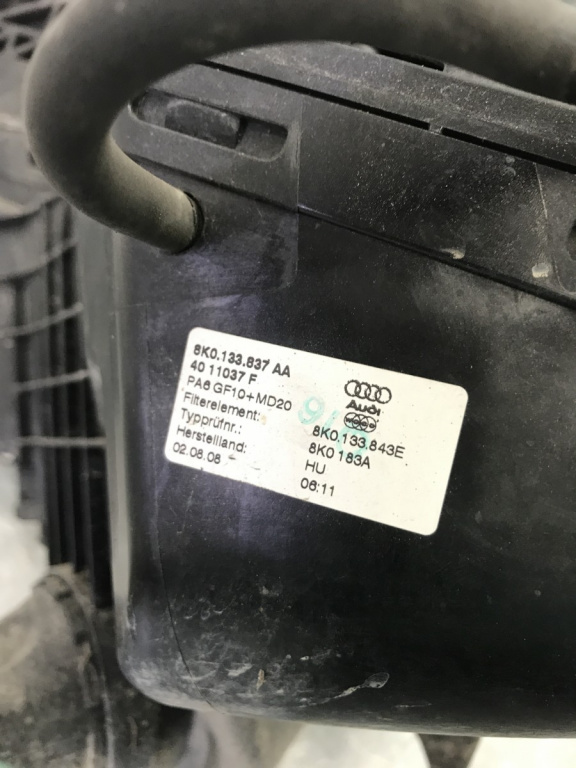 8K0.133.837 AA
40 11037 F
PA6 GF10+MD20
Audi
Filterelement: 8K0.133.843E
Typprüfnr.: 8K0 183A
Herstelland: HU
02.08.08 06:11